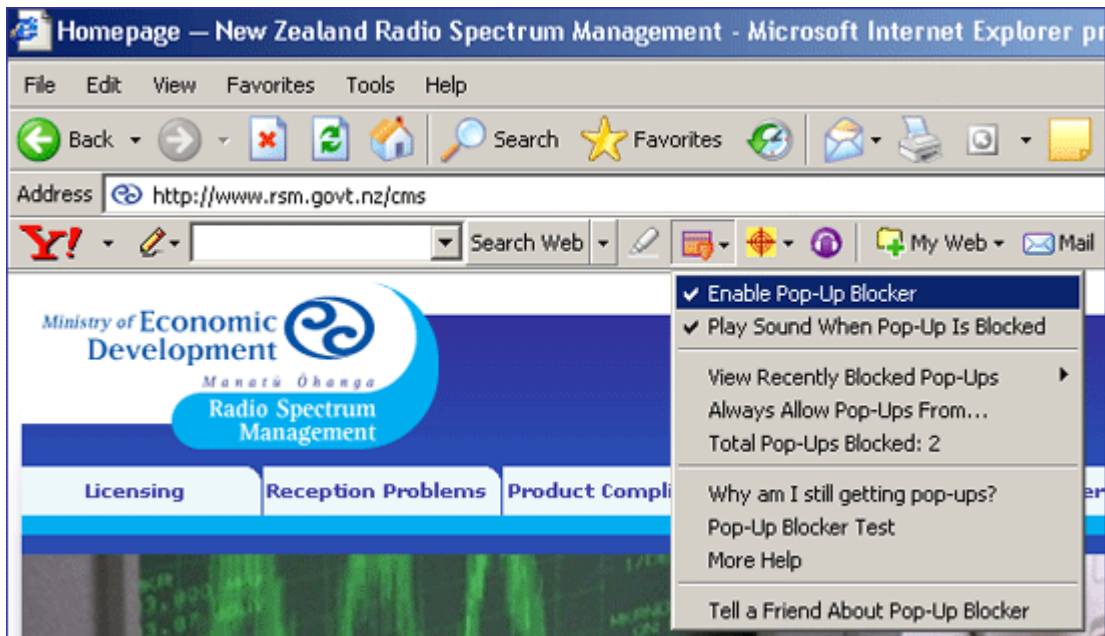 Homepage — New Zealand Radio Spectrum Management - Microsoft Internet Explorer pr
File Edit View Favorites Tools Help
Back Search Favorites
Address http://www.rsm.govt.nz/cms
Y! Search Web My Web Mail
Enable Pop-Up Blocker
Play Sound When Pop-Up Is Blocked
View Recently Blocked Pop-Ups
Always Allow Pop-Ups From...
Total Pop-Ups Blocked: 2
Why am I still getting pop-ups?
Pop-Up Blocker Test
More Help
Tell a Friend About Pop-Up Blocker
Ministry of Economic
Development
Manatū Ōhanga
Radio Spectrum
Management
Licensing Reception Problems Product Compli